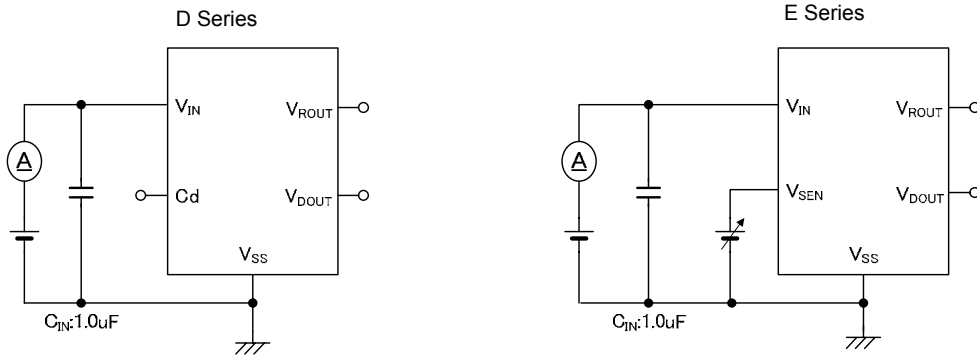 D Series
A
V_IN
V_ROUT
Cd
V_DOUT
V_SS
C_IN:1.0uF
E Series
A
V_IN
V_ROUT
V_SEN
V_DOUT
V_SS
C_IN:1.0uF